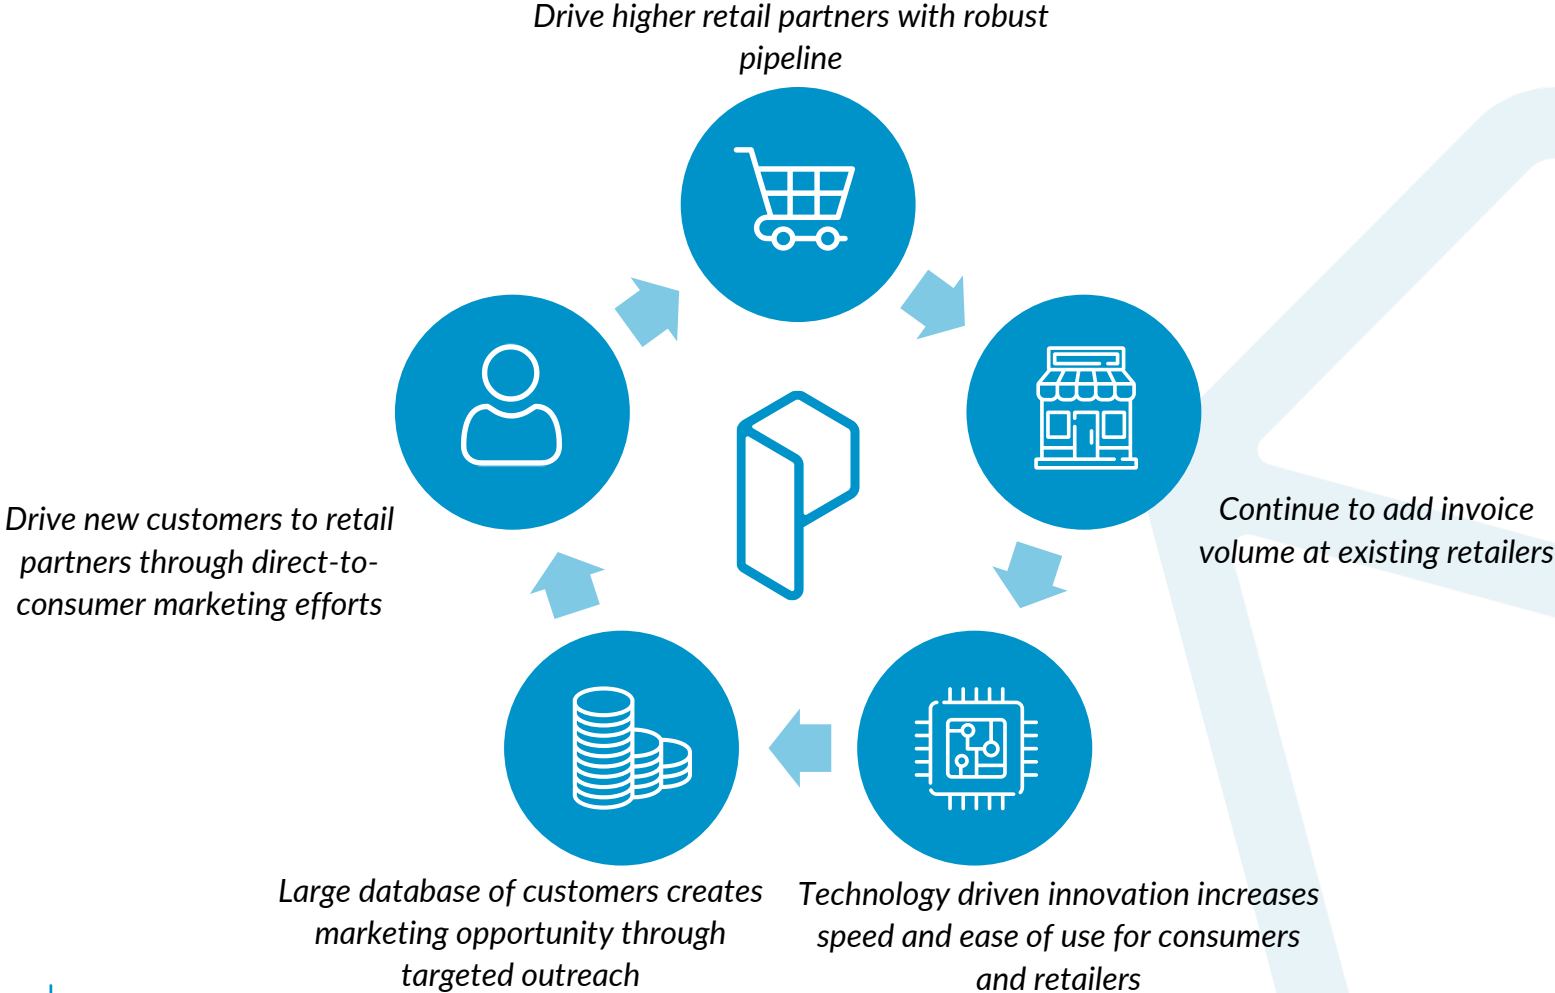 Drive higher retail partners with robust
pipeline
Continue to add invoice
volume at existing retailers
Drive new customers to retail
partners through direct-to-
consumer marketing efforts
Large database of customers creates
marketing opportunity through
targeted outreach
Technology driven innovation increases
speed and ease of use for consumers
and retailers